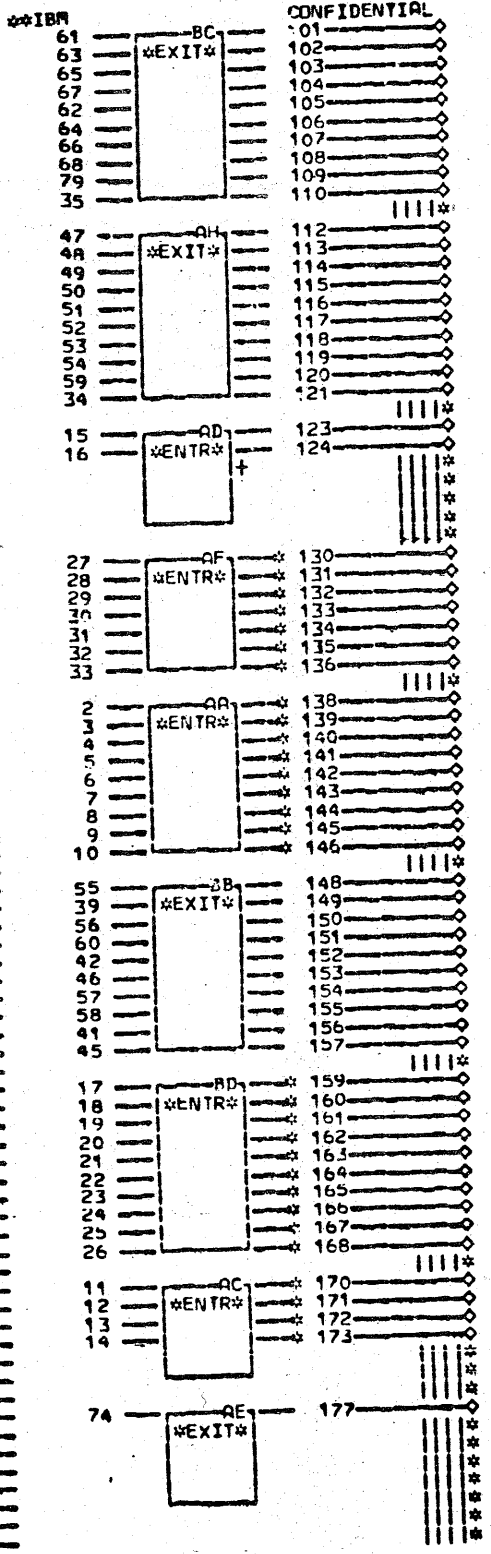 **IBM CONFIDENTIAL
61 BC 101
63 *EXIT* 102
65 103
67 104
62 105
64 106
66 107
68 108
79 109
35 110
47 AH 112
48 *EXIT* 113
49 114
50 115
51 116
52 117
53 118
54 119
59 120
34 121
15 AD 123
16 *ENTR* 124
+
27 AF * 130
28 *ENTR* * 131
29 * 132
30 * 133
31 * 134
32 * 135
33 * 136
2 AA * 138
3 *ENTR* * 139
4 * 140
5 * 141
6 * 142
7 * 143
8 * 144
9 * 145
10 * 146
55 BB 148
39 *EXIT* 149
56 150
60 151
42 152
46 153
57 154
58 155
41 156
45 157
17 BD * 159
18 *ENTR* * 160
19 * 161
20 * 162
21 * 163
22 * 164
23 * 165
24 * 166
25 * 167
26 * 168
11 AC * 170
12 *ENTR* * 171
13 * 172
14 * 173
74 AE 177
*EXIT*